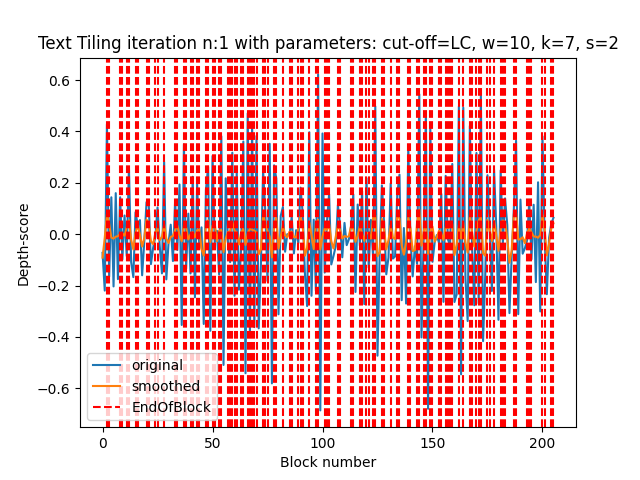 Text Tiling iteration n:1 with parameters: cut-off=LC, w=10, k=7, s=2
0.6
0.4
0.2
0.0
−0.2
−0.4
−0.6
Depth-score
original
smoothed
EndOfBlock
0 50 100 150 200
Block number